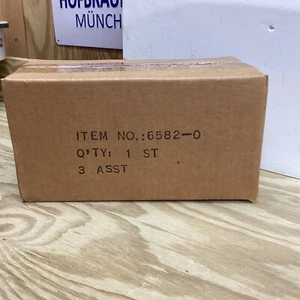 HOFBRÄU
MÜNCH
ITEM NO.:6582-0
Q'TY: 1 ST
3 ASST